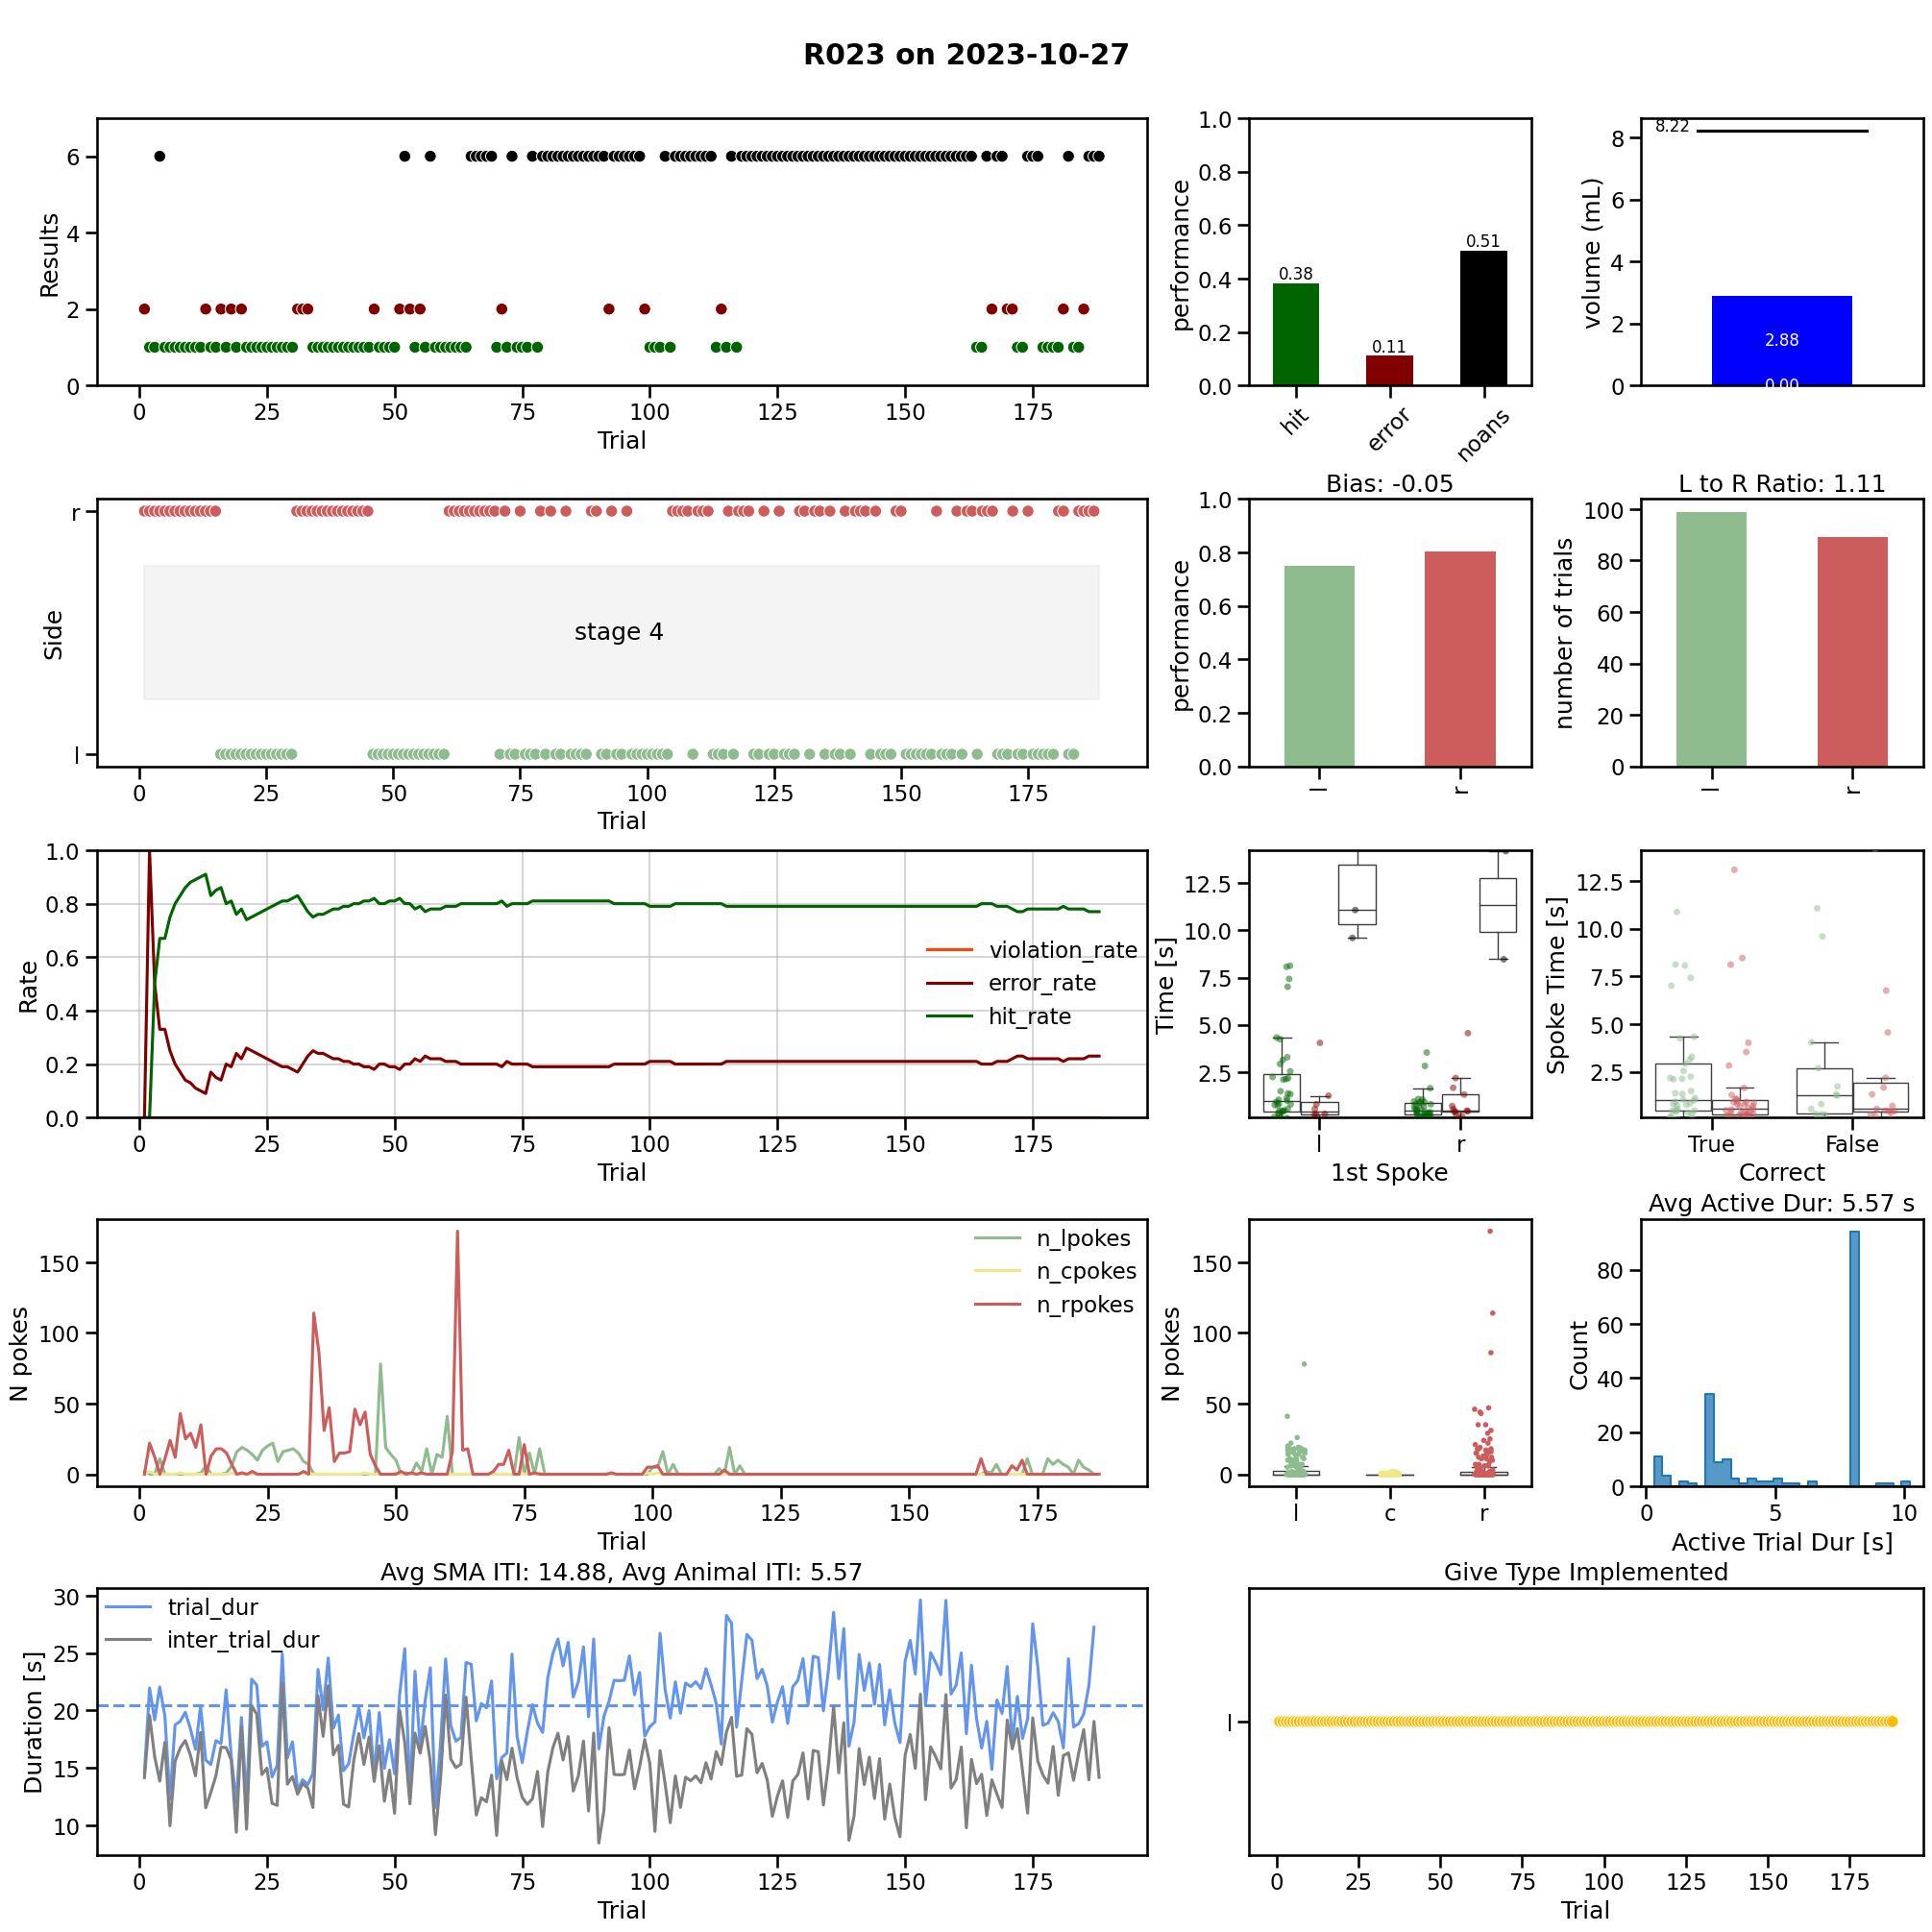 R023 on 2023-10-27
Results
6
4
2
0
0 25 50 75 100 125 150 175
Trial
performance
1.0
0.8
0.6
0.4
0.2
0.0
0.38
0.11
0.51
hit
error
noans
volume (mL)
8
6
4
2
0
8.22
2.88
0.00
Side
r
l
stage 4
0 25 50 75 100 125 150 175
Trial
Bias: -0.05
performance
1.0
0.8
0.6
0.4
0.2
0.0
l r
L to R Ratio: 1.11
number of trials
100
80
60
40
20
0
l r
Rate
1.0
0.8
0.6
0.4
0.2
0.0
violation_rate
error_rate
hit_rate
0 25 50 75 100 125 150 175
Trial
Time [s]
12.5
10.0
7.5
5.0
2.5
l r
1st Spoke
Spoke Time [s]
12.5
10.0
7.5
5.0
2.5
True False
Correct
N pokes
150
100
50
0
n_lpokes
n_cpokes
n_rpokes
0 25 50 75 100 125 150 175
Trial
N pokes
150
100
50
0
l c r
Avg Active Dur: 5.57 s
Count
80
60
40
20
0
0 5 10
Active Trial Dur [s]
Avg SMA ITI: 14.88, Avg Animal ITI: 5.57
Duration [s]
30
25
20
15
10
trial_dur
inter_trial_dur
0 25 50 75 100 125 150 175
Trial
Give Type Implemented
l
0 25 50 75 100 125 150 175
Trial